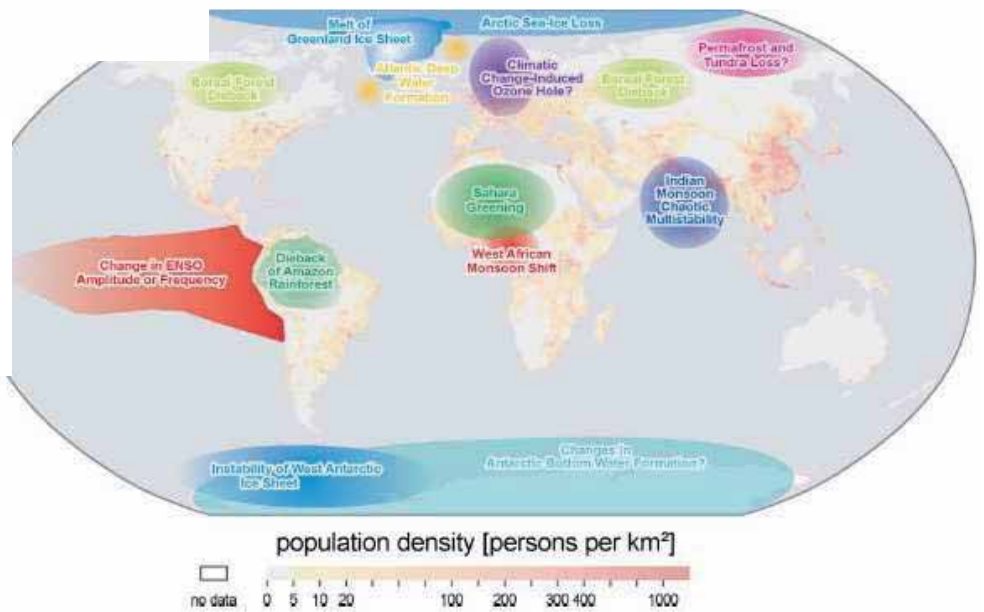 Melt of
Greenland Ice Sheet
Arctic Sea-Ice Loss
Atlantic Deep
Water
Formation
Climatic
Change-Induced
Ozone Hole?
Permafrost and
Tundra Loss?
Boreal Forest
Dieback
Boreal Forest
Dieback
Sahara
Greening
Indian
Monsoon
Chaotic
Multistability
West African
Monsoon Shift
Change in ENSO
Amplitude or Frequency
Dieback
of Amazon
Rainforest
Instability of West Antarctic
Ice Sheet
Changes in
Antarctic Bottom Water Formation?
population density [persons per km²]
no data 0 5 10 20 100 200 300 400 1000